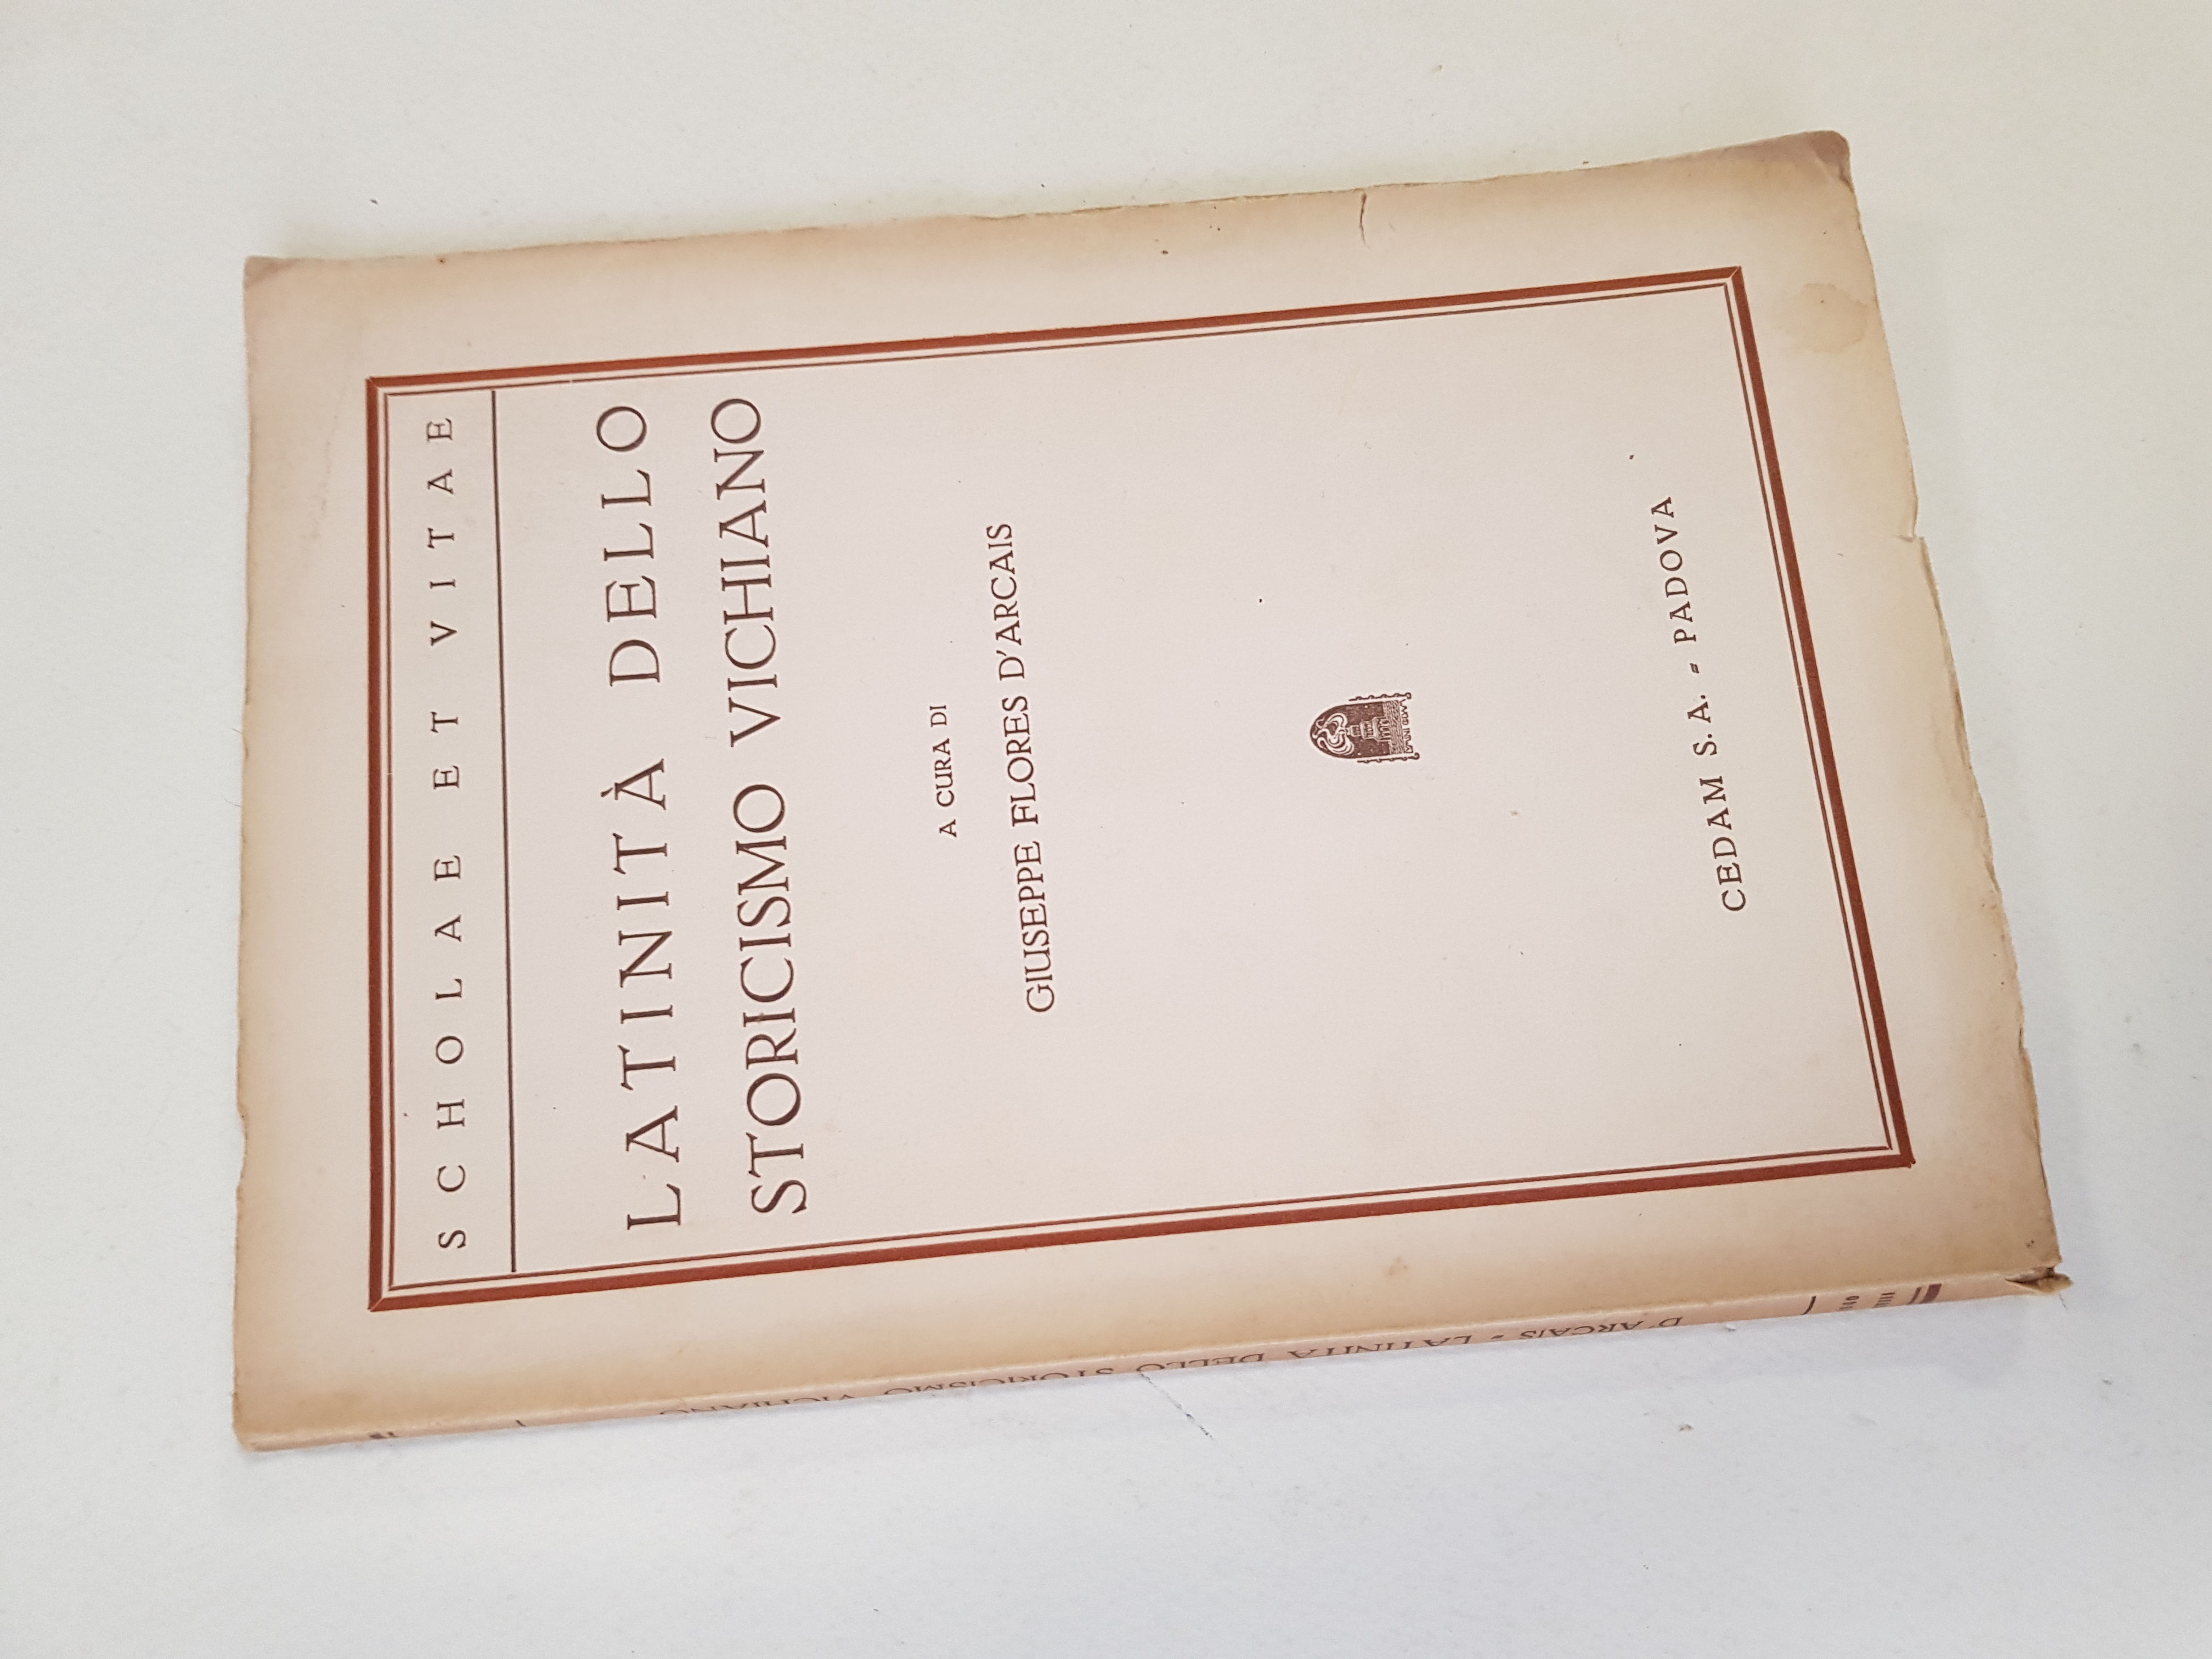 SCHOLAE ET VITAE
LATINITÀ DELLO
STORICISMO VICHIANO
A CURA DI
GIUSEPPE FLORES D'ARCAIS
CEDAM S. A. - PADOVA
D'ARCAIS - LATINITÀ DELLO STORICISMO VICHIANO